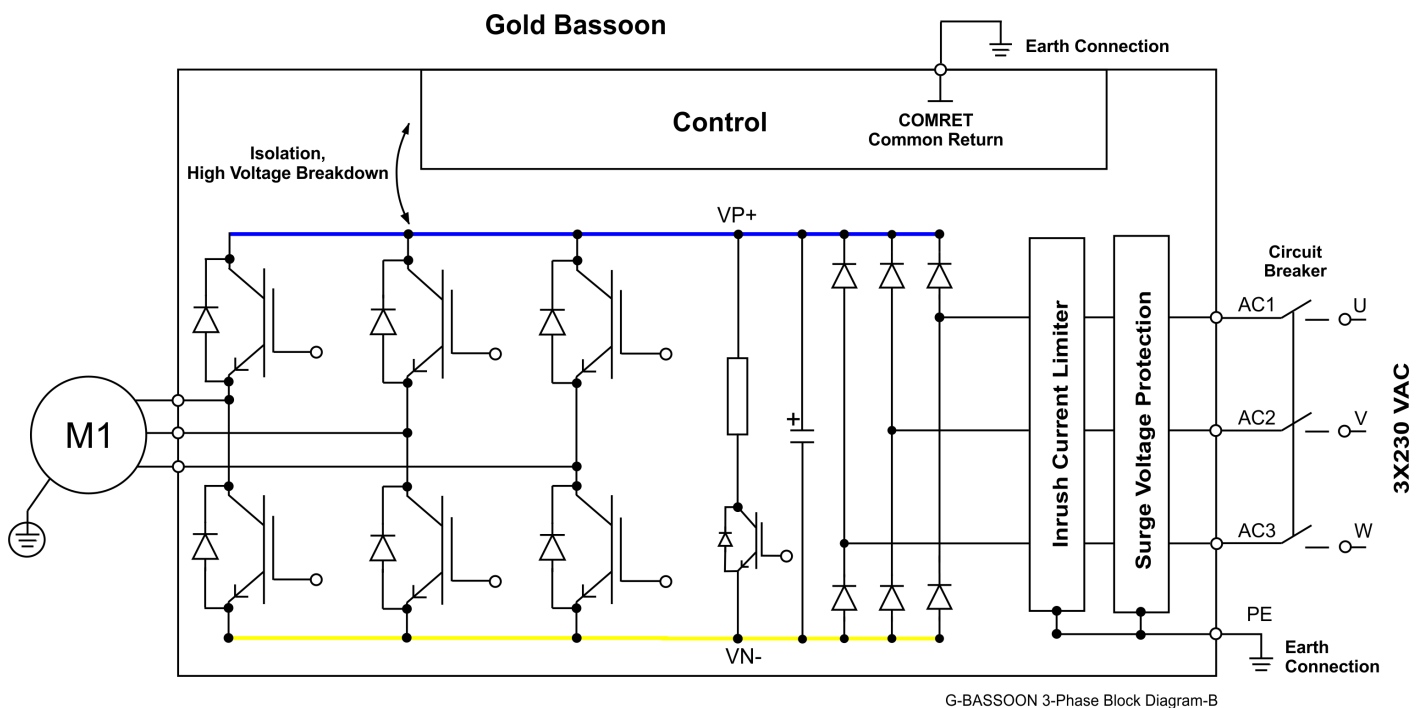 Gold Bassoon
Earth Connection
Control
COMRET
Common Return
Isolation,
High Voltage Breakdown
VP+
Circuit
Breaker
AC1
U
Inrush Current Limiter
Surge Voltage Protection
M1
+
AC2
V
3X230 VAC
AC3
W
PE
VN-
Earth
Connection
G-BASSOON 3-Phase Block Diagram-B